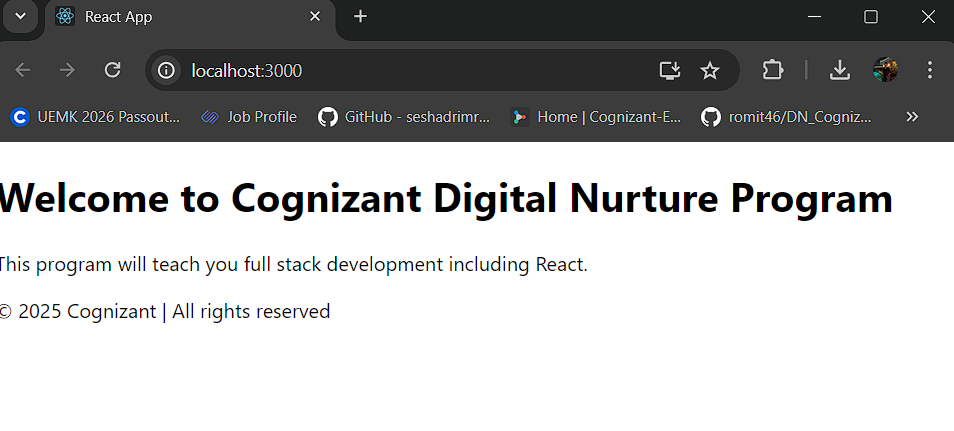 React App
localhost:3000
UEMK 2026 Passout... Job Profile GitHub - seshadrimr... Home | Cognizant-E... romit46/DN_Cogniz...
Welcome to Cognizant Digital Nurture Program
This program will teach you full stack development including React.
© 2025 Cognizant | All rights reserved